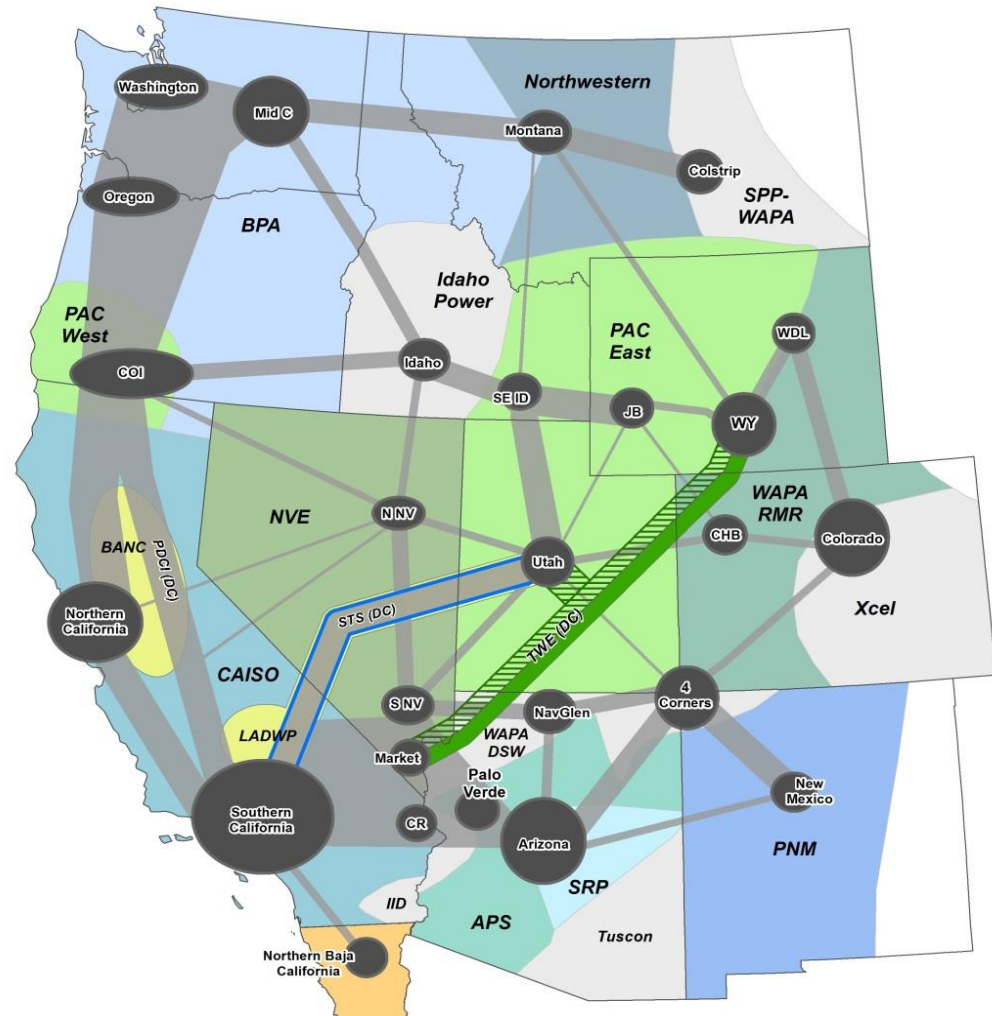 Washington
Mid C
Northwestern
Montana
Colstrip
SPP-
WAPA
Oregon
BPA
Idaho
Power
PAC
West
PAC
East
WDL
COI
Idaho
SE ID
JB
WY
NVE
N NV
WAPA
RMR
BANC
PDCI (DC)
Utah
CHB
Colorado
Northern
California
STS (DC)
TWE (DC)
Xcel
CAISO
S NV
NavGlen
4
Corners
LADWP
Market
WAPA
DSW
Palo
Verde
New
Mexico
Southern
California
CR
Arizona
PNM
IID
SRP
APS
Tuscon
Northern Baja
California